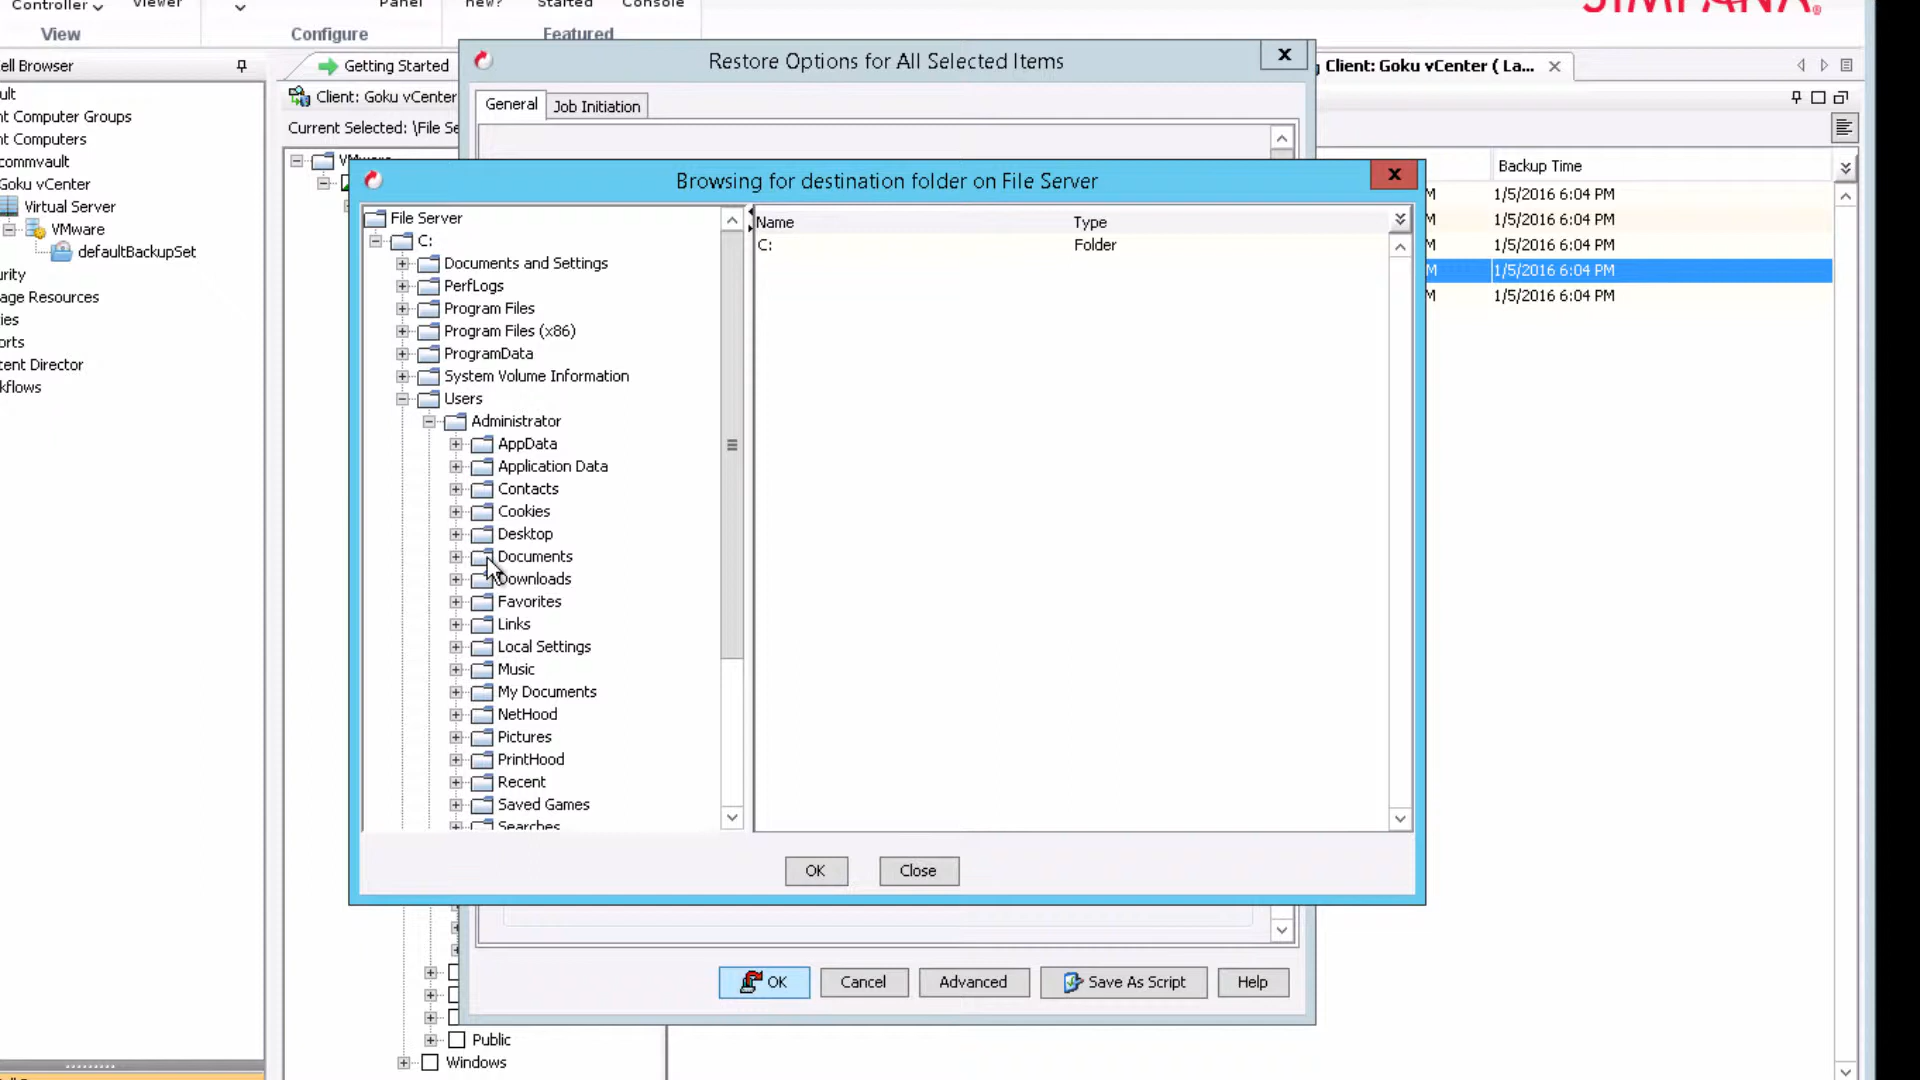 Controller
Viewer
Panel
new?
Started
Console
SIMPANA®
View
Configure
Featured
ell Browser
Getting Started
Restore Options for All Selected Items
Client: Goku vCenter ( La...
ult
Client: Goku vCenter
General
Job Initiation
nt Computer Groups
Current Selected: \File Se
nt Computers
commvault
VMware
Backup Time
Goku vCenter
Browsing for destination folder on File Server
M 1/5/2016 6:04 PM
Virtual Server
File Server
Name
Type
M 1/5/2016 6:04 PM
VMware
C:
C:
Folder
M 1/5/2016 6:04 PM
defaultBackupSet
Documents and Settings
M 1/5/2016 6:04 PM
urity
PerfLogs
M 1/5/2016 6:04 PM
age Resources
Program Files
ies
Program Files (x86)
orts
ProgramData
tent Director
System Volume Information
kflows
Users
Administrator
AppData
Application Data
Contacts
Cookies
Desktop
Documents
Downloads
Favorites
Links
Local Settings
Music
My Documents
NetHood
Pictures
PrintHood
Recent
Saved Games
Searches
OK
Close
OK
Cancel
Advanced
Save As Script
Help
Public
Windows